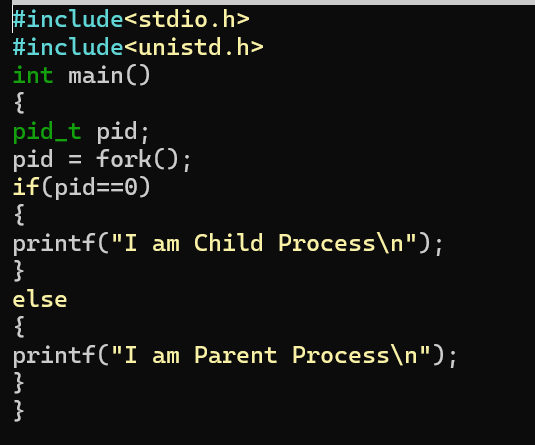 #include<stdio.h>
#include<unistd.h>
int main()
{
pid_t pid;
pid = fork();
if(pid==0)
{
printf("I am Child Process\n");
}
else
{
printf("I am Parent Process\n");
}
}